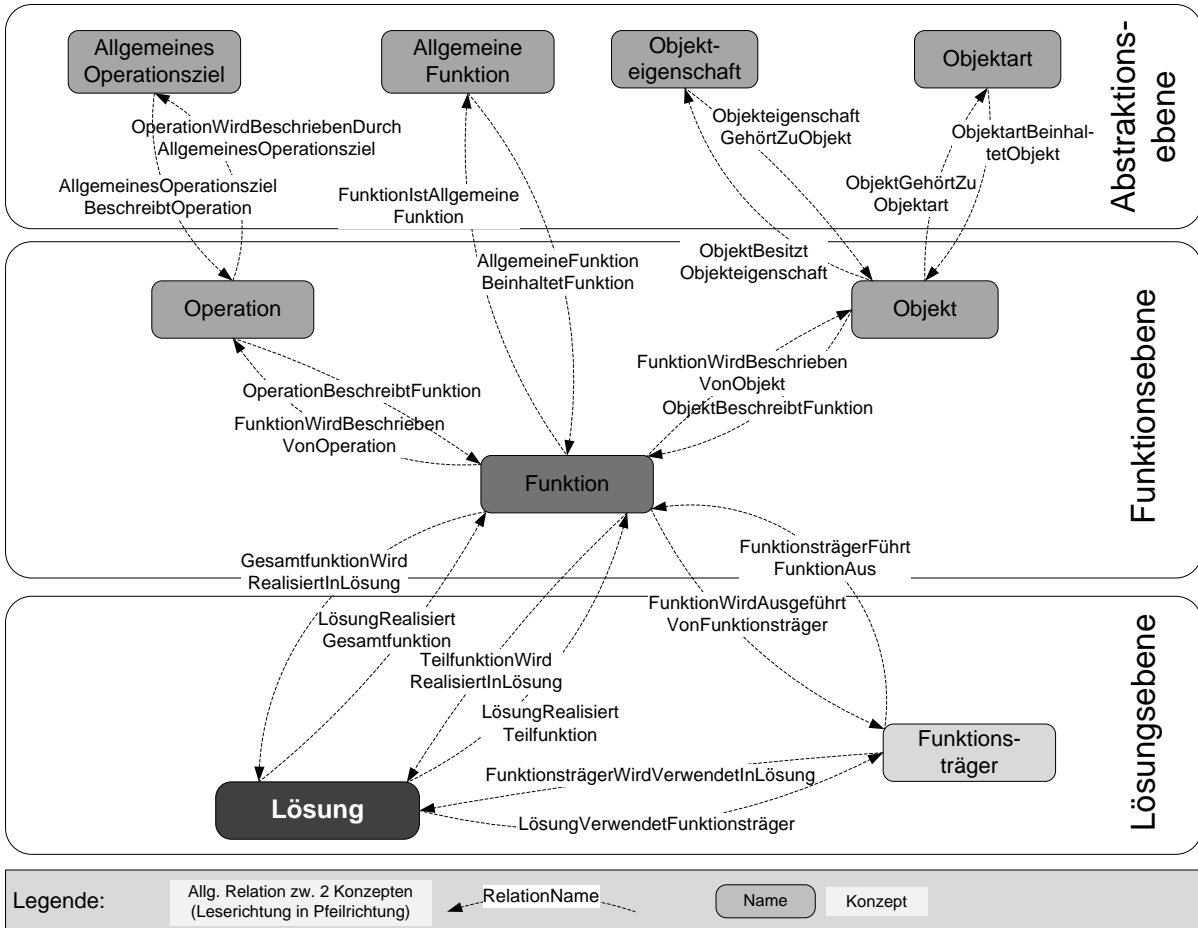 Allgemeines
Operationsziel
Allgemeine
Funktion
Objekt-
eigenschaft
Objektart
Abstraktions-
ebene
OperationWirdBeschriebenDurch
AllgemeinesOperationsziel
AllgemeinesOperationsziel
BeschreibtOperation
FunktionIstAllgemeine
Funktion
Objekteigenschaft
GehörtZuObjekt
ObjektartBeinhal-
tetObjekt
ObjektGehörtZu
Objektart
AllgemeineFunktion
BeinhaltetFunktion
ObjektBesitzt
Objekteigenschaft
Operation
Objekt
Funktionsebene
OperationBeschreibtFunktion
FunktionWirdBeschrieben
VonOperation
FunktionWirdBeschrieben
VonObjekt
ObjektBeschreibtFunktion
Funktion
GesamtfunktionWird
RealisiertInLösung
FunktionsträgerFührt
FunktionAus
LösungRealisiert
Gesamtfunktion
FunktionWirdAusgeführt
VonFunktionsträger
TeilfunktionWird
RealisiertInLösung
LösungRealisiert
Teilfunktion
Lösungsebene
Funktions-
träger
FunktionsträgerWirdVerwendetInLösung
Lösung
LösungVerwendetFunktionsträger
Legende:
Allg. Relation zw. 2 Konzepten
(Leserichtung in Pfeilrichtung)
RelationName
Name
Konzept